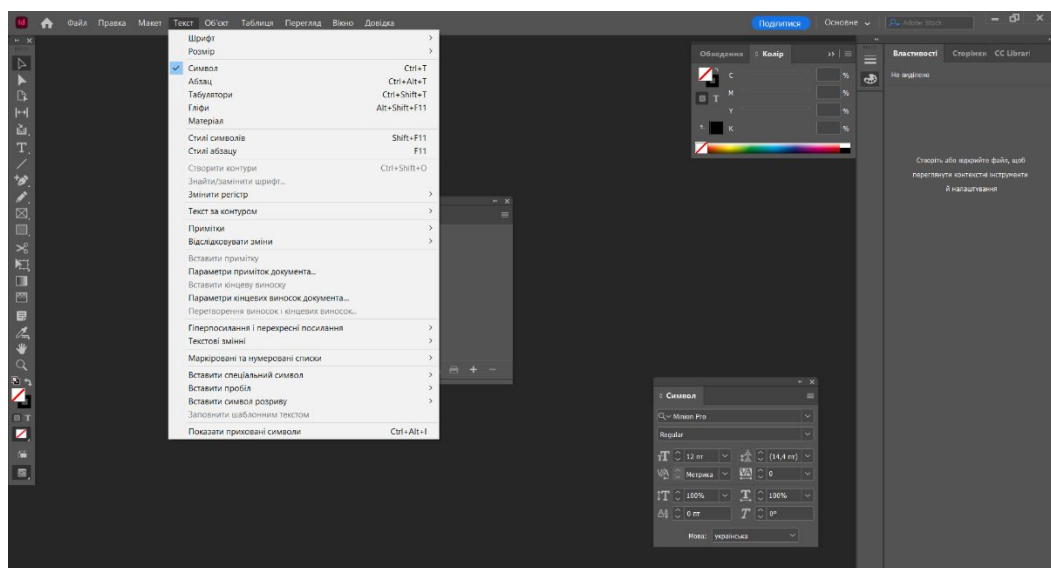 Id Файл Правка Макет Текст Об'єкт Таблиця Перегляд Вікно Довідка Поділитися Основне Adobe Stock
Шрифт
Розмір
Символ Ctrl+T
Абзац Ctrl+Alt+T
Табулятори Ctrl+Shift+T
Гліфи Alt+Shift+F11
Матеріал
Стилі символів Shift+F11
Стилі абзацу F11
Створити контури Ctrl+Shift+O
Знайти/замінити шрифт...
Змінити регістр
Текст за контуром
Примітки
Відслідковувати зміни
Вставити примітку
Параметри приміток документа...
Вставити кінцеву виноску
Параметри кінцевих виносок документа...
Перетворення виносок і кінцевих виносок...
Гіперпосилання і перехресні посилання
Текстові змінні
Маркіровані та нумеровані списки
Вставити спеціальний символ
Вставити пробіл
Вставити символ розриву
Заповнити шаблонним текстом
Показати приховані символи Ctrl+Alt+I
Обведення Колір
C %
M %
Y %
K %
Властивості Сторінки CC Librari
Не виділено
Створіть або відкрийте файл, щоб
переглянути контекстні інструменти
й налаштування
Символ
Minion Pro
Regular
12 пт (14,4 пт)
Метрика 0
100% 100%
0 пт 0°
Мова: українська